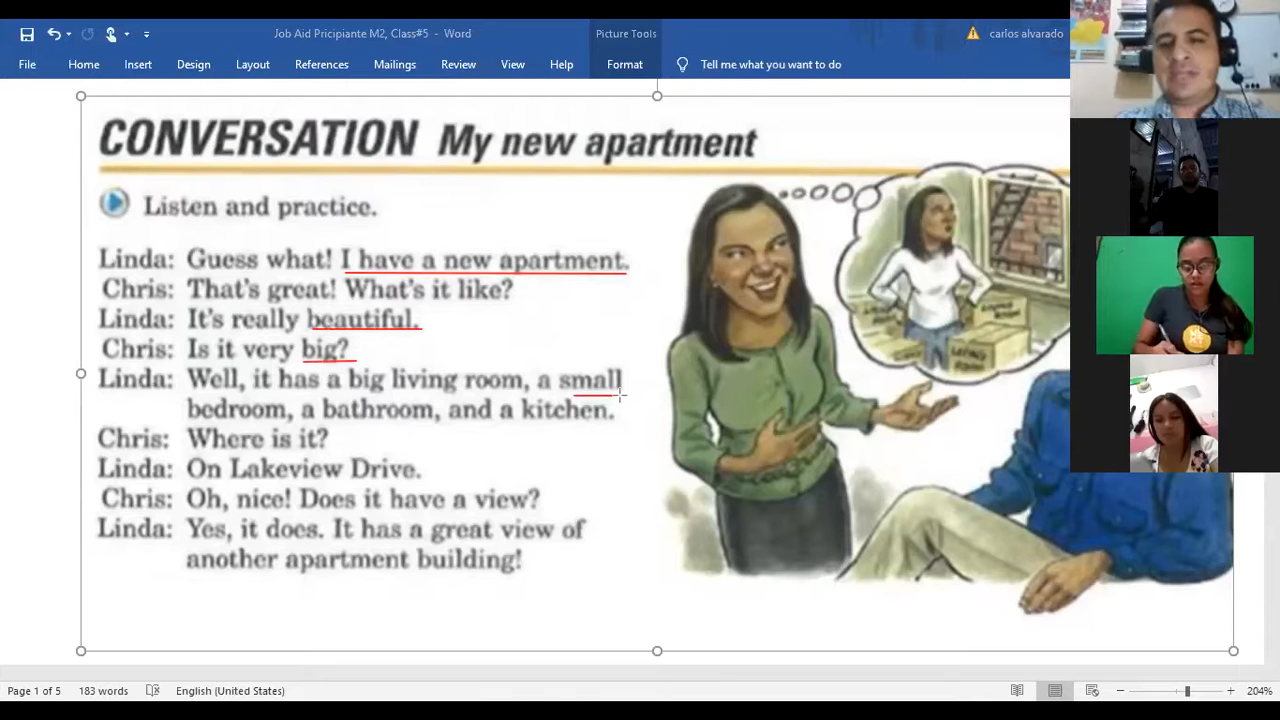 Job Aid Pricipiante M2, Class#5 - Word
Picture Tools
carlos alvarado
File Home Insert Design Layout References Mailings Review View Help Format Tell me what you want to do
CONVERSATION My new apartment
Listen and practice.
Linda: Guess what! I have a new apartment.
Chris: That's great! What's it like?
Linda: It's really beautiful.
Chris: Is it very big?
Linda: Well, it has a big living room, a small
bedroom, a bathroom, and a kitchen.
Chris: Where is it?
Linda: On Lakeview Drive.
Chris: Oh, nice! Does it have a view?
Linda: Yes, it does. It has a great view of
another apartment building!
Page 1 of 5 183 words English (United States) 204%